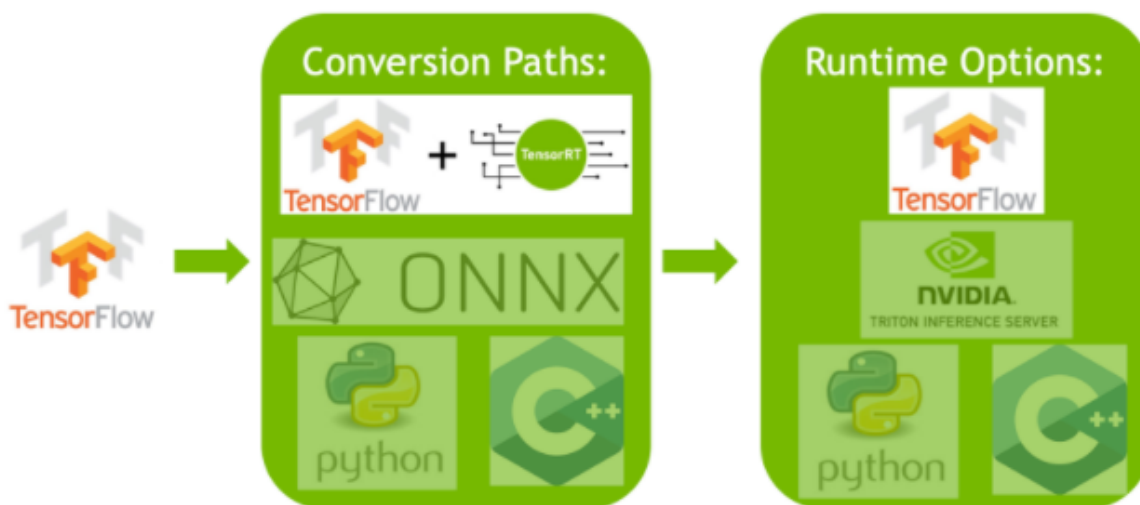 Conversion Paths:
TensorFlow
+
TensorRT
ONNX
python
C++
TensorFlow
Runtime Options:
TensorFlow
NVIDIA.
TRITON INFERENCE SERVER
python
C++